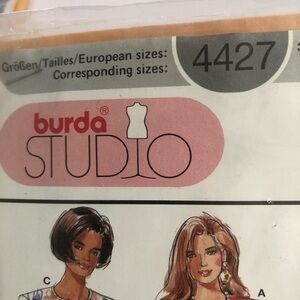 Größen/Tailles/European sizes:
Corresponding sizes:
4427
burda®
STUDIO
C
A